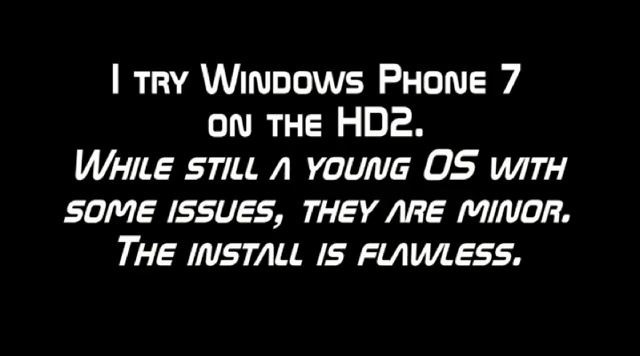 I try Windows Phone 7
on the HD2.
While still a young OS with
some issues, they are minor.
The install is flawless.